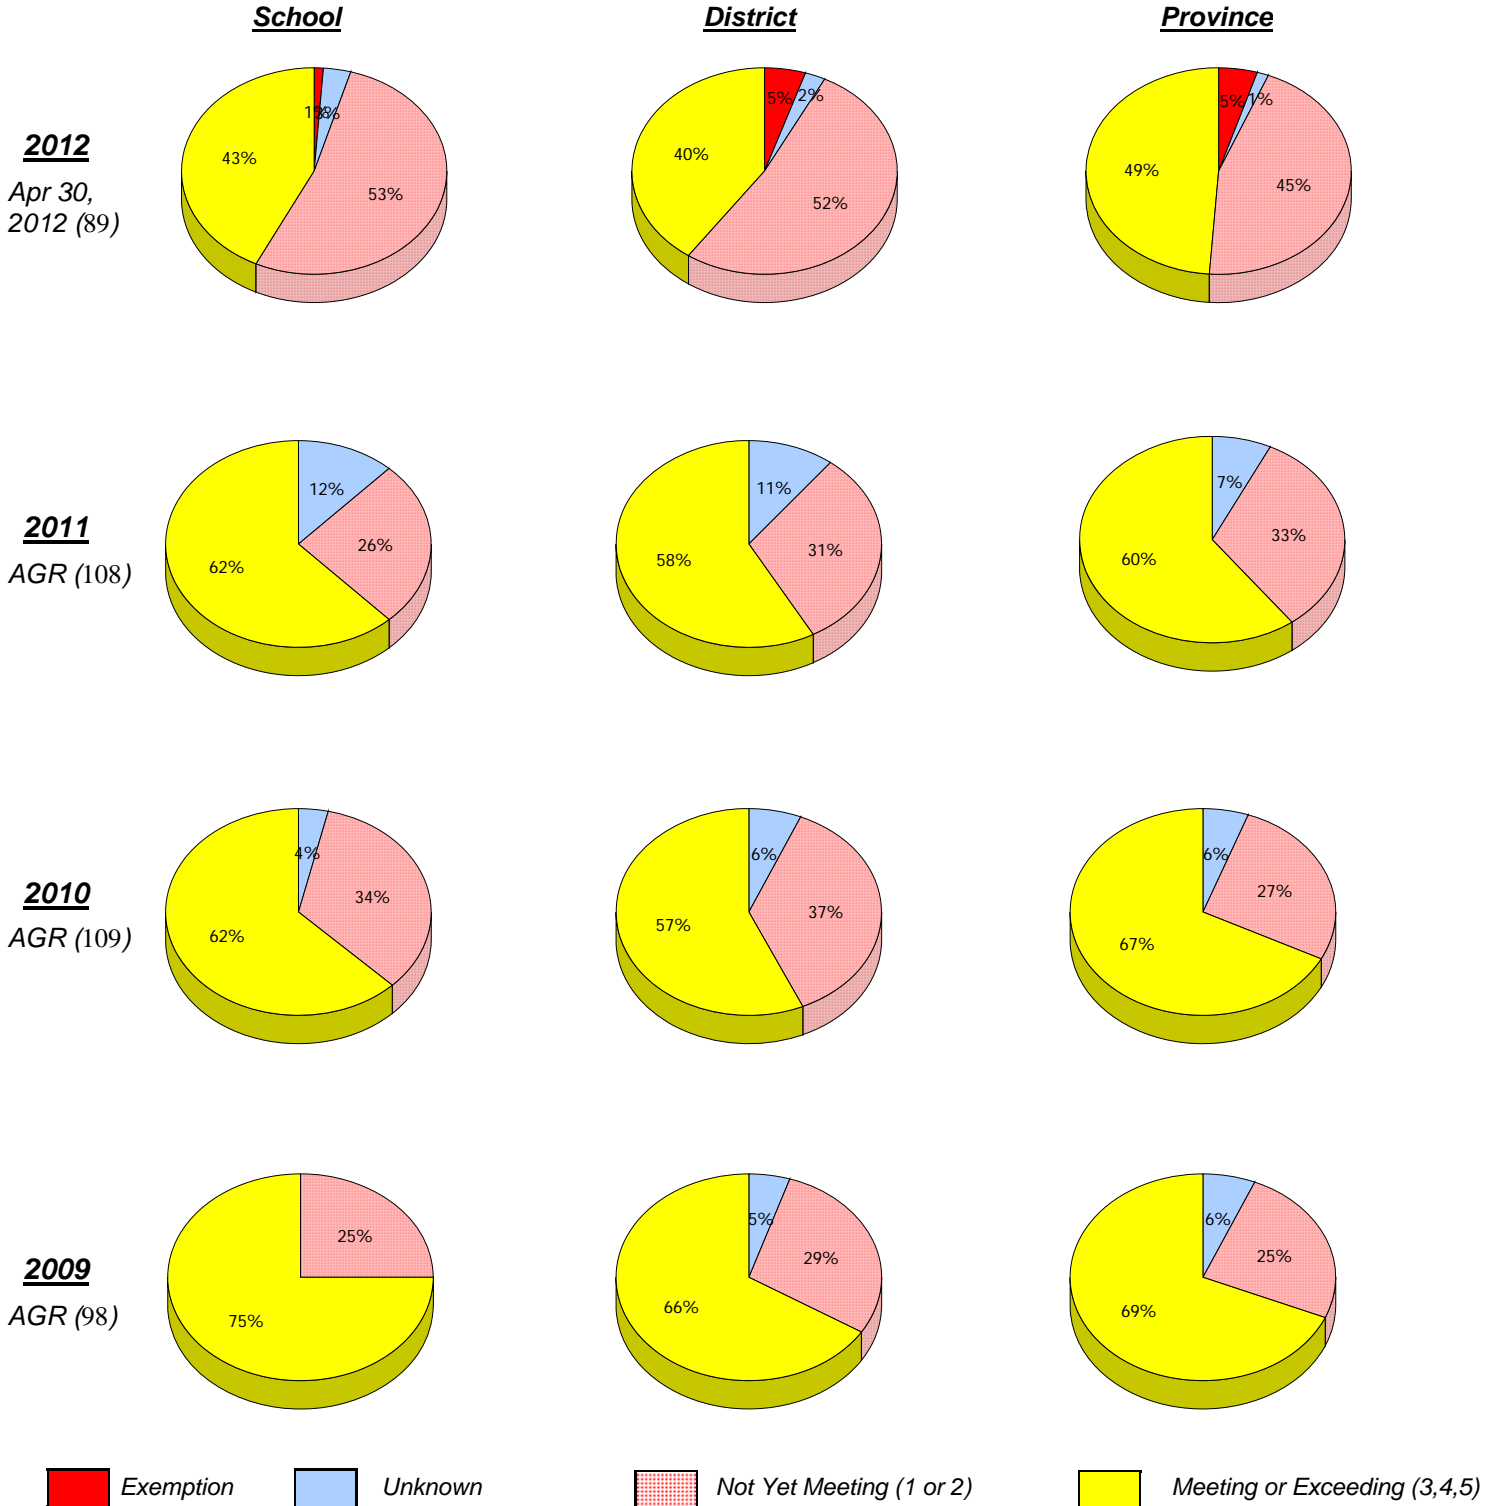 School District Province
2012
Apr 30,
2012 (89)
1% 3% 53% 43%
5% 2% 52% 40%
5% 1% 45% 49%
2011
AGR (108)
12% 26% 62%
11% 31% 58%
7% 33% 60%
2010
AGR (109)
4% 34% 62%
6% 37% 57%
6% 27% 67%
2009
AGR (98)
25% 75%
5% 29% 66%
6% 25% 69%
Exemption Unknown Not Yet Meeting (1 or 2) Meeting or Exceeding (3,4,5)